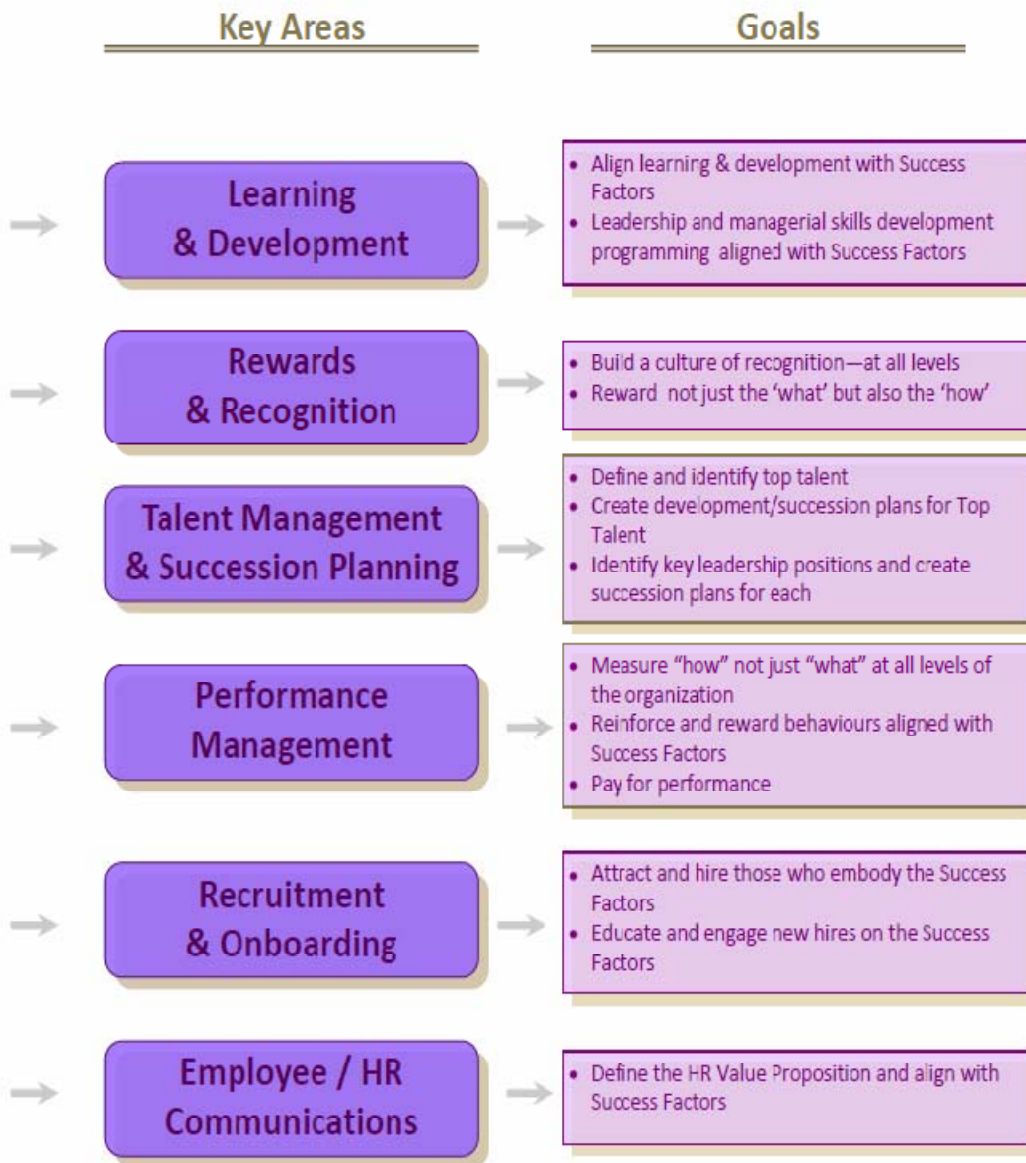 Key Areas
Goals
Learning
& Development
• Align learning & development with Success
Factors
• Leadership and managerial skills development
programming aligned with Success Factors
Rewards
& Recognition
• Build a culture of recognition—at all levels
• Reward not just the ‘what’ but also the ‘how’
Talent Management
& Succession Planning
• Define and identify top talent
• Create development/succession plans for Top
Talent
• Identify key leadership positions and create
succession plans for each
Performance
Management
• Measure “how” not just “what” at all levels of
the organization
• Reinforce and reward behaviours aligned with
Success Factors
• Pay for performance
Recruitment
& Onboarding
• Attract and hire those who embody the Success
Factors
• Educate and engage new hires on the Success
Factors
Employee / HR
Communications
• Define the HR Value Proposition and align with
Success Factors